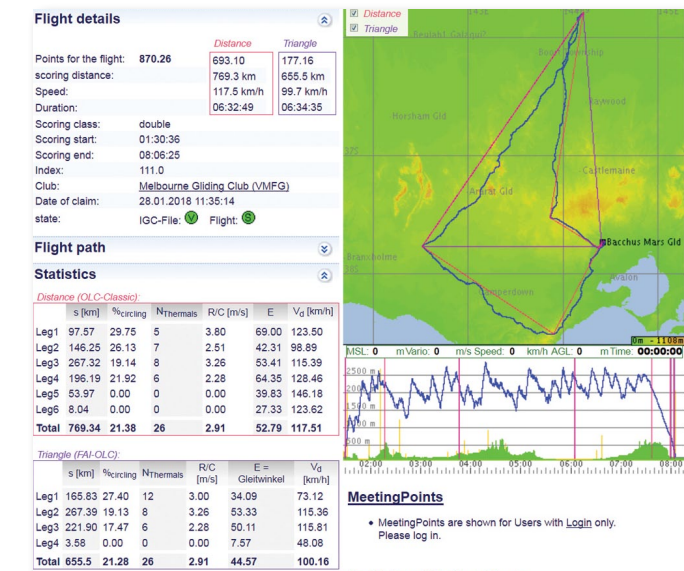 Flight details
Distance
Triangle
Points for the flight: 870.26 693.10 177.16
scoring distance: 769.3 km 655.5 km
Speed: 117.5 km/h 99.7 km/h
Duration: 06:32:49 06:34:35
Scoring class: double
Scoring start: 01:30:36
Scoring end: 08:06:25
Index: 111.0
Club: Melbourne Gliding Club (VMFG)
Date of claim: 28.01.2018 11:35:14
state: IGC-File: V Flight: S
Flight path
Statistics
Distance (OLC-Classic):
s [km] %circling NThermals R/C [m/s] E Vd [km/h]
Leg1 97.57 29.75 5 3.80 69.00 123.50
Leg2 146.25 26.13 7 2.51 42.31 98.89
Leg3 267.32 19.14 8 3.26 53.41 115.39
Leg4 196.19 21.92 6 2.28 64.35 128.46
Leg5 53.97 0.00 0 0.00 39.83 146.18
Leg6 8.04 0.00 0 0.00 27.33 123.62
Total 769.34 21.38 26 2.91 52.79 117.51
Triangle (FAI-OLC):
s [km] %circling NThermals R/C [m/s] E = Gleitwinkel Vd [km/h]
Leg1 165.83 27.40 12 3.00 34.09 73.12
Leg2 267.39 19.13 8 3.26 53.33 115.36
Leg3 221.90 17.47 6 2.28 50.11 115.81
Leg4 3.58 0.00 0 0.00 7.57 48.08
Total 655.5 21.28 26 2.91 44.57 100.16
Distance
Triangle
Horsham Gld
Raywood
37S
Castlemaine
Ararat Gld
Bacchus Mars Gld
Avalon
Camperdown
0m - 1108m
MSL: 0 m Vario: 0 m/s Speed: 0 km/h AGL: 0 m Time: 00:00:00
2500 m
1500 m
500 m
02:00 03:00 04:00 05:00 06:00 07:00 08:00
MeetingPoints
• MeetingPoints are shown for Users with Login only.
Please log in.